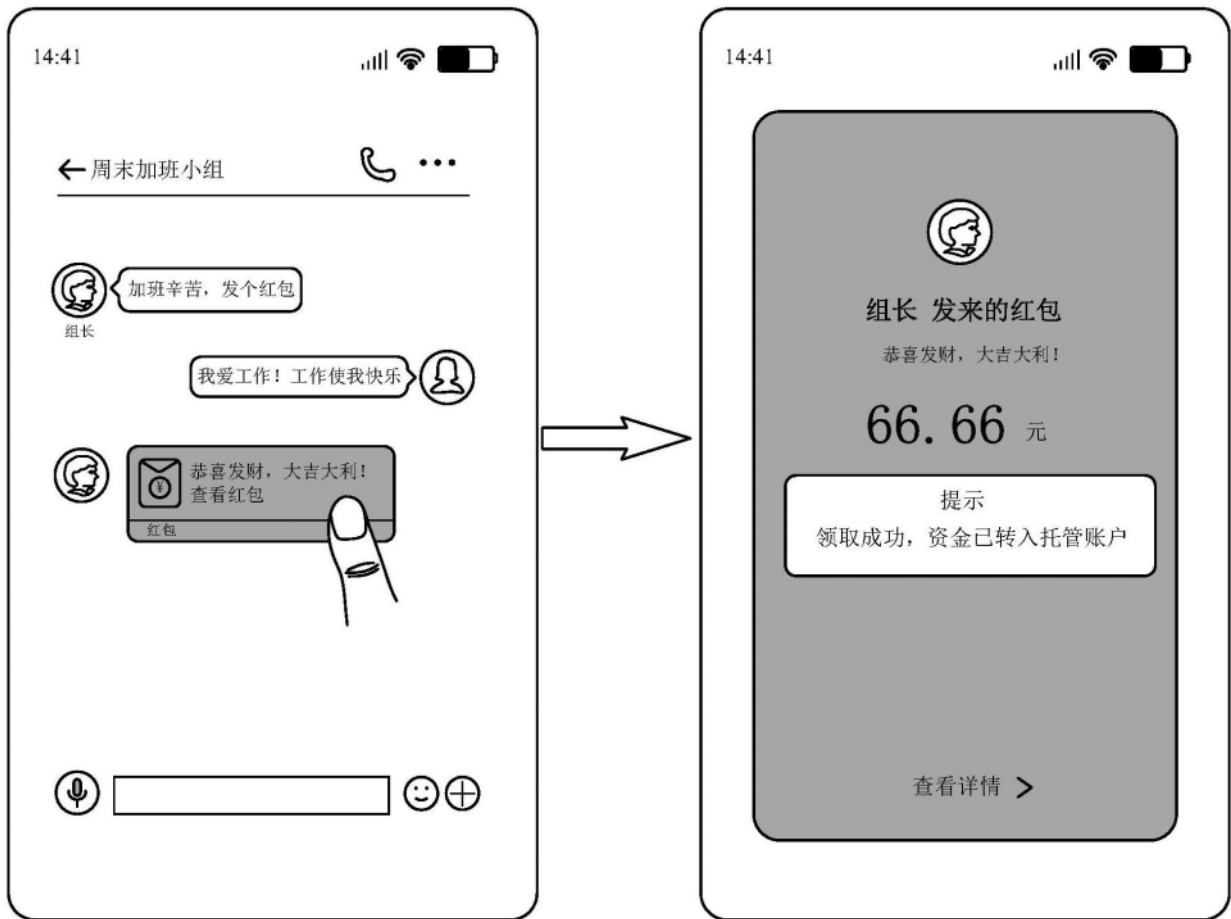 14:41
周末加班小组
加班辛苦，发个红包
组长
我爱工作！工作使我快乐
恭喜发财，大吉大利！
查看红包
¥
红包
14:41
组长 发来的红包
恭喜发财，大吉大利！
66.66 元
提示
领取成功，资金已转入托管账户
查看详情